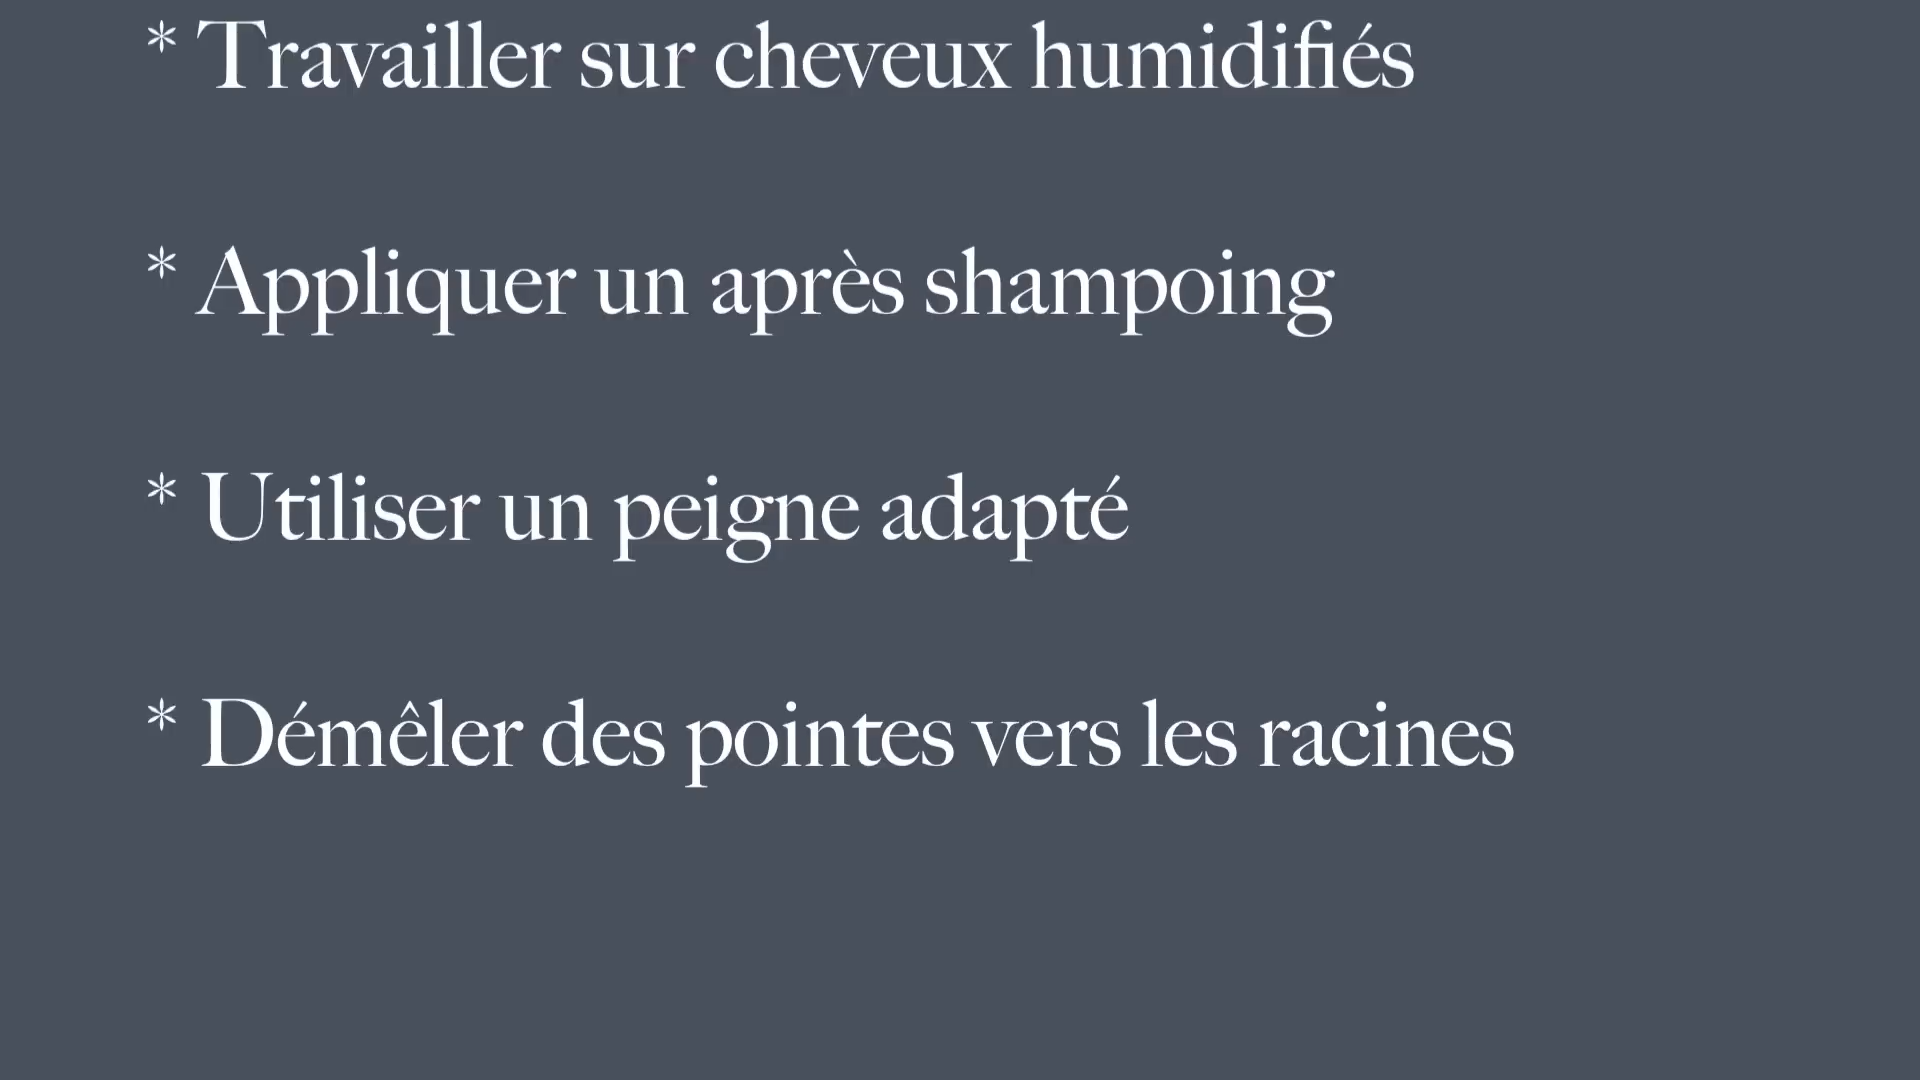 * Travailler sur cheveux humidifiés
* Appliquer un après shampoing
* Utiliser un peigne adapté
* Démêler des pointes vers les racines